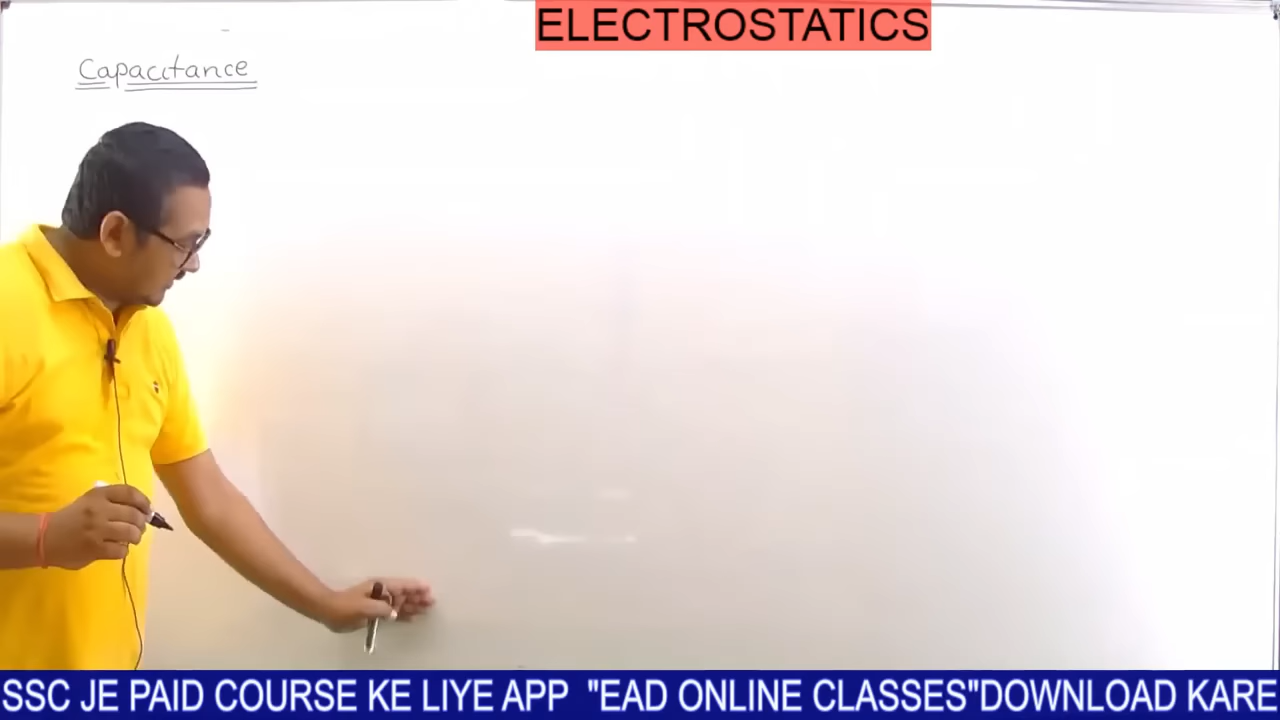 ELECTROSTATICS
Capacitance
SSC JE PAID COURSE KE LIYE APP "EAD ONLINE CLASSES"DOWNLOAD KARE